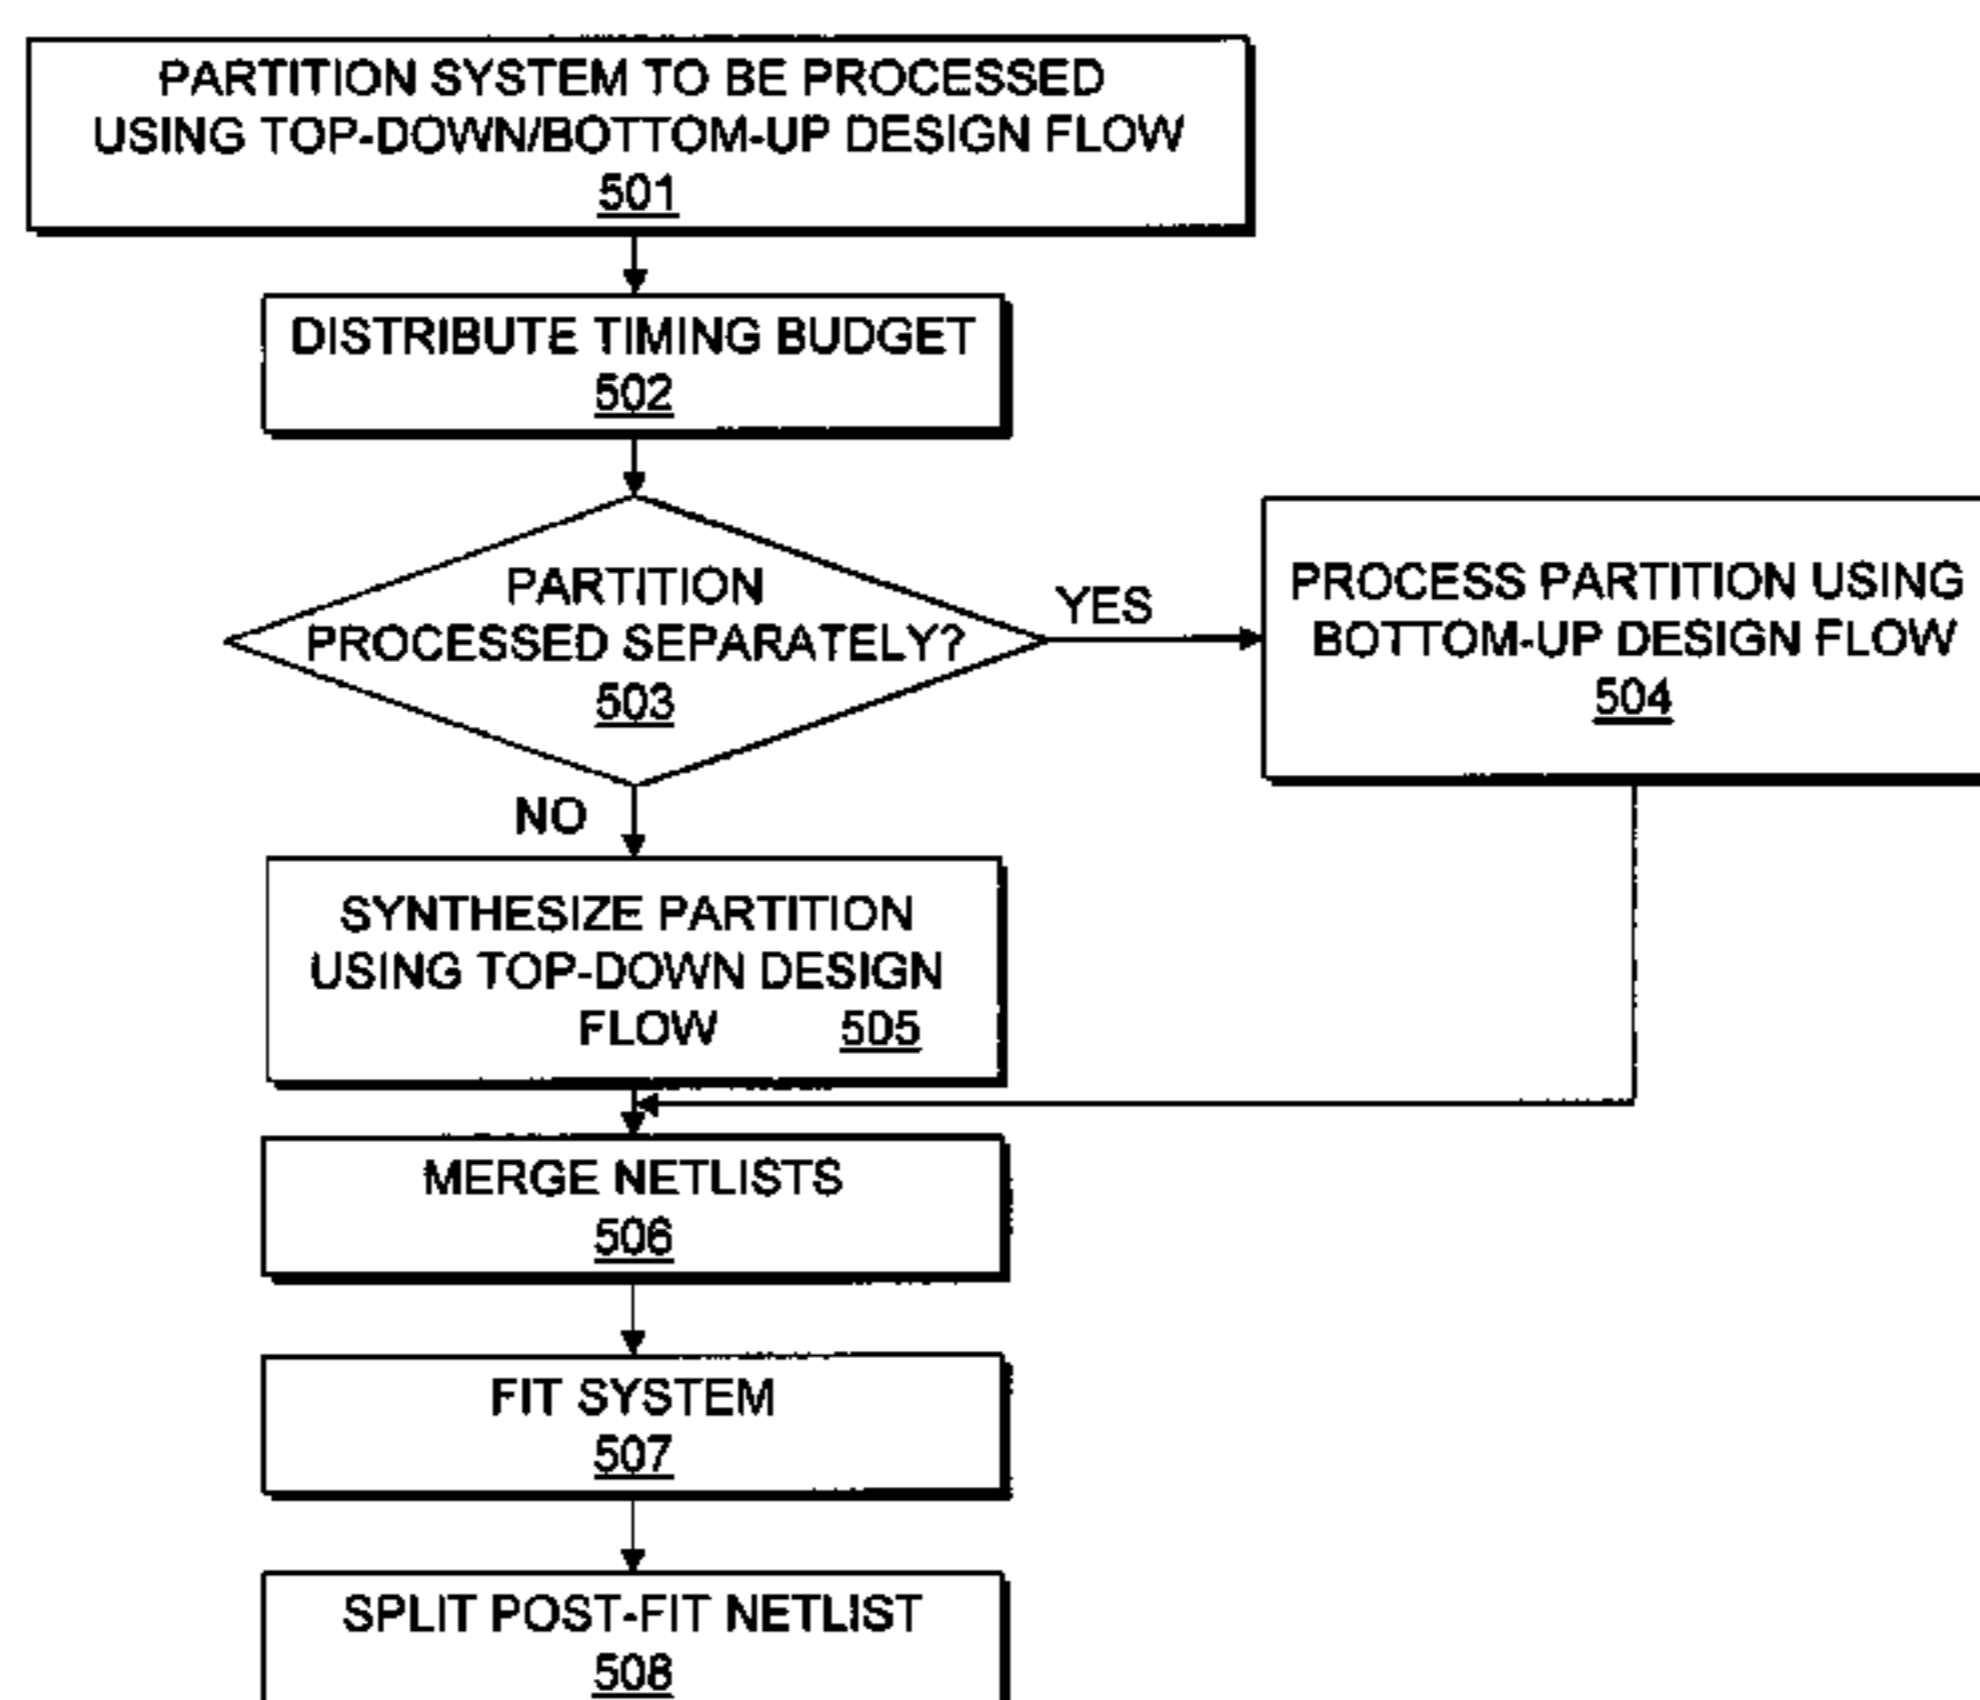 PARTITION SYSTEM TO BE PROCESSED
USING TOP-DOWN/BOTTOM-UP DESIGN FLOW
501
DISTRIBUTE TIMING BUDGET
502
PARTITION
PROCESSED SEPARATELY?
503
YES
PROCESS PARTITION USING
BOTTOM-UP DESIGN FLOW
504
NO
SYNTHESIZE PARTITION
USING TOP-DOWN DESIGN
FLOW 505
MERGE NETLISTS
506
FIT SYSTEM
507
SPLIT POST-FIT NETLIST
508